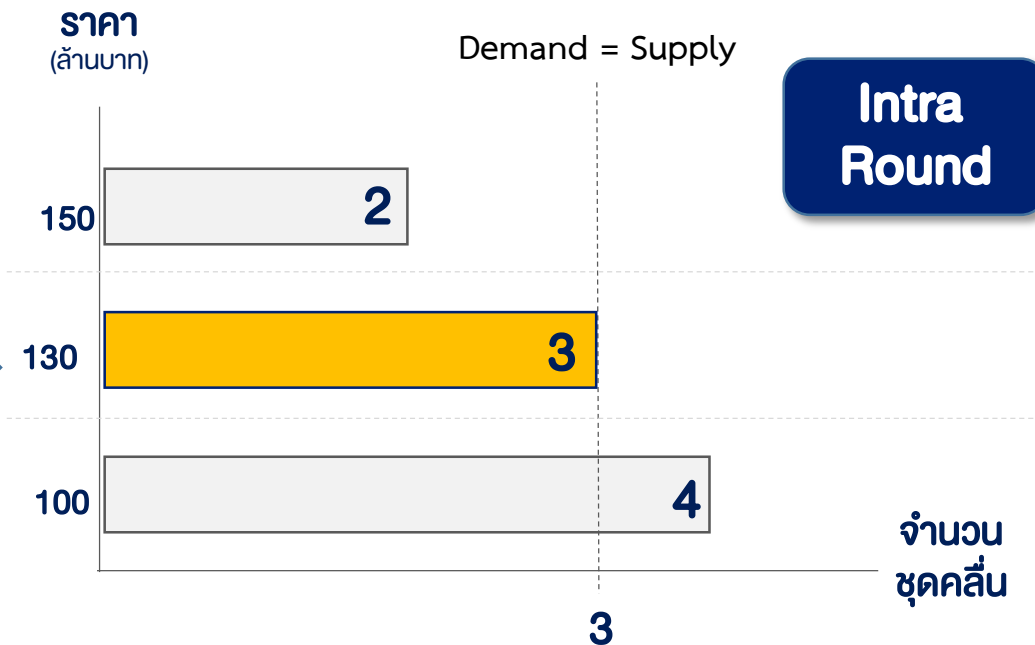 ราคา
(ล้านบาท)
Demand = Supply
Intra
Round
150
2
130
3
100
4
จำนวน
ชุดคลื่น
3